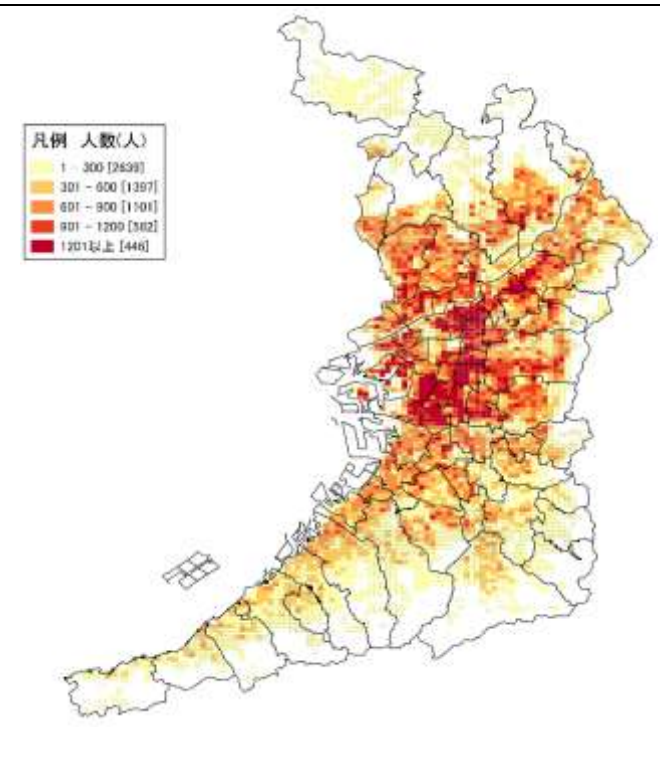 凡例 人数(人)
1 - 300 [2639]
301 - 600 [1397]
601 - 900 [1101]
901 - 1200 [582]
1201以上 [446]